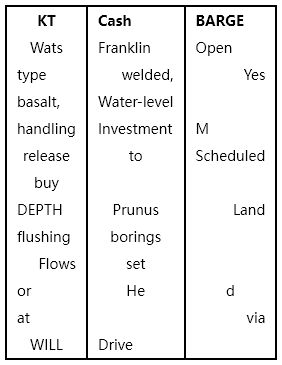 KT Cash BARGE
Wats Franklin Open
type welded, Yes
basalt, Water-level
handling Investment M
release to Scheduled
buy
DEPTH Prunus Land
flushing borings
Flows set
or He d
at via
WILL Drive